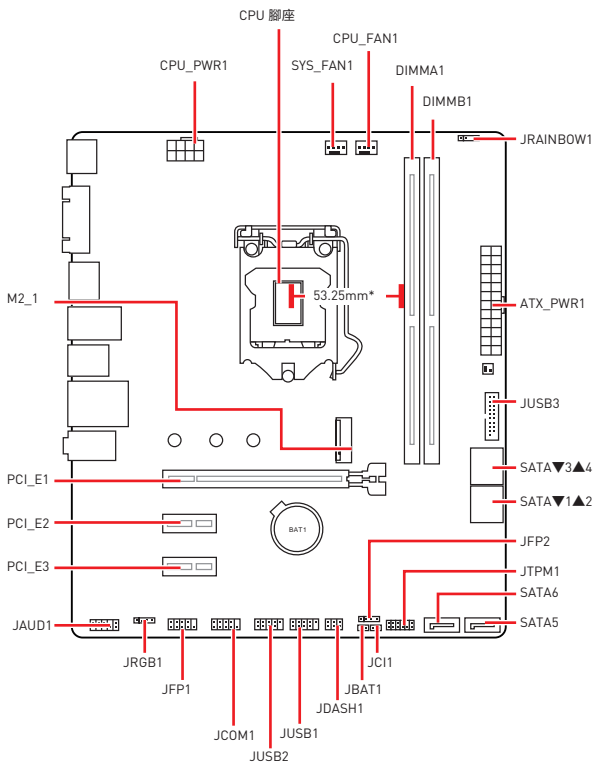 CPU 腳座
CPU_FAN1
CPU_PWR1
SYS_FAN1
DIMMA1
DIMMB1
JRAINBOW1
M2_1
53.25mm*
ATX_PWR1
JUSB3
SATA▼3▲4
PCI_E1
SATA▼1▲2
PCI_E2
BAT1
JFP2
PCI_E3
JTPM1
SATA6
JAUD1
SATA5
JRGB1
JCI1
JFP1
JBAT1
JDASH1
JCOM1
JUSB1
JUSB2